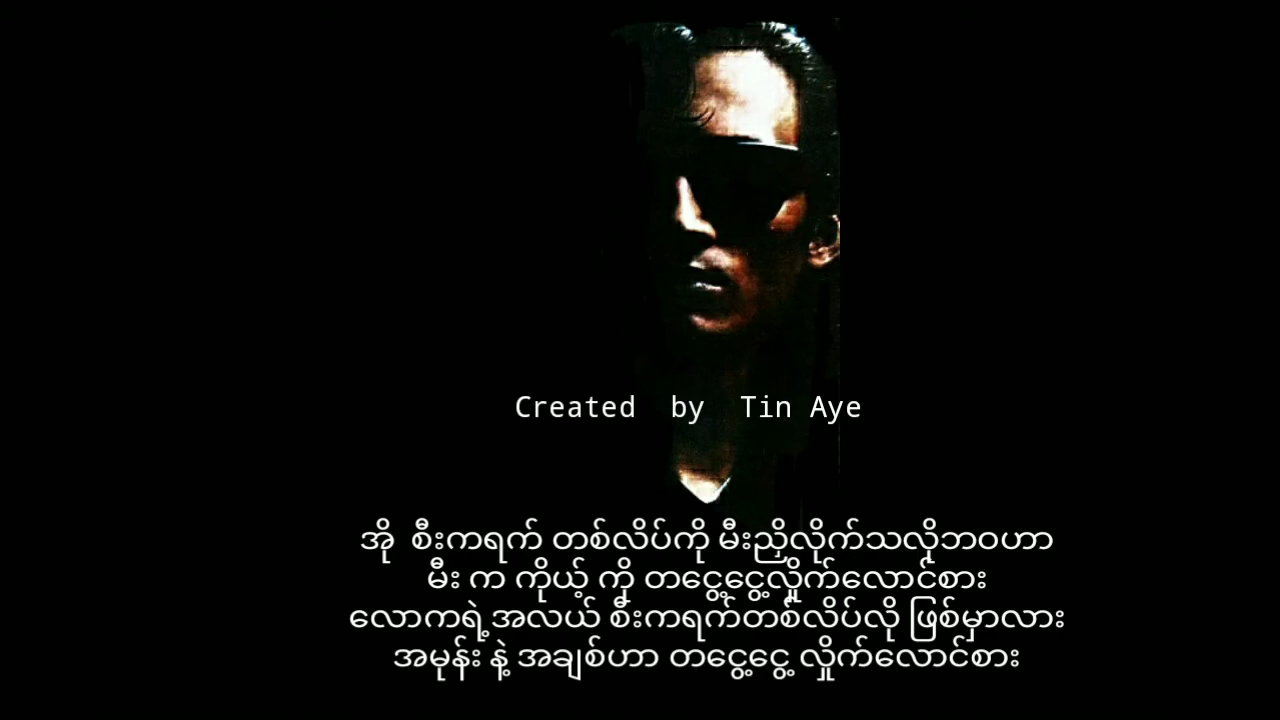 Created by Tin Aye
အို စီးကရက် တစ်လိပ်ကို မီးညှိလိုက်သလိုဘဝဟာ
မီး က ကိုယ့် ကို တငွေ့ငွေ့လှိုက်လောင်စား
လောကရဲ့အလယ် စီးကရက်တစ်လိပ်လို ဖြစ်မှာလား
အမုန်း နဲ့ အချစ်ဟာ တငွေ့ငွေ့ လှိုက်လောင်စား